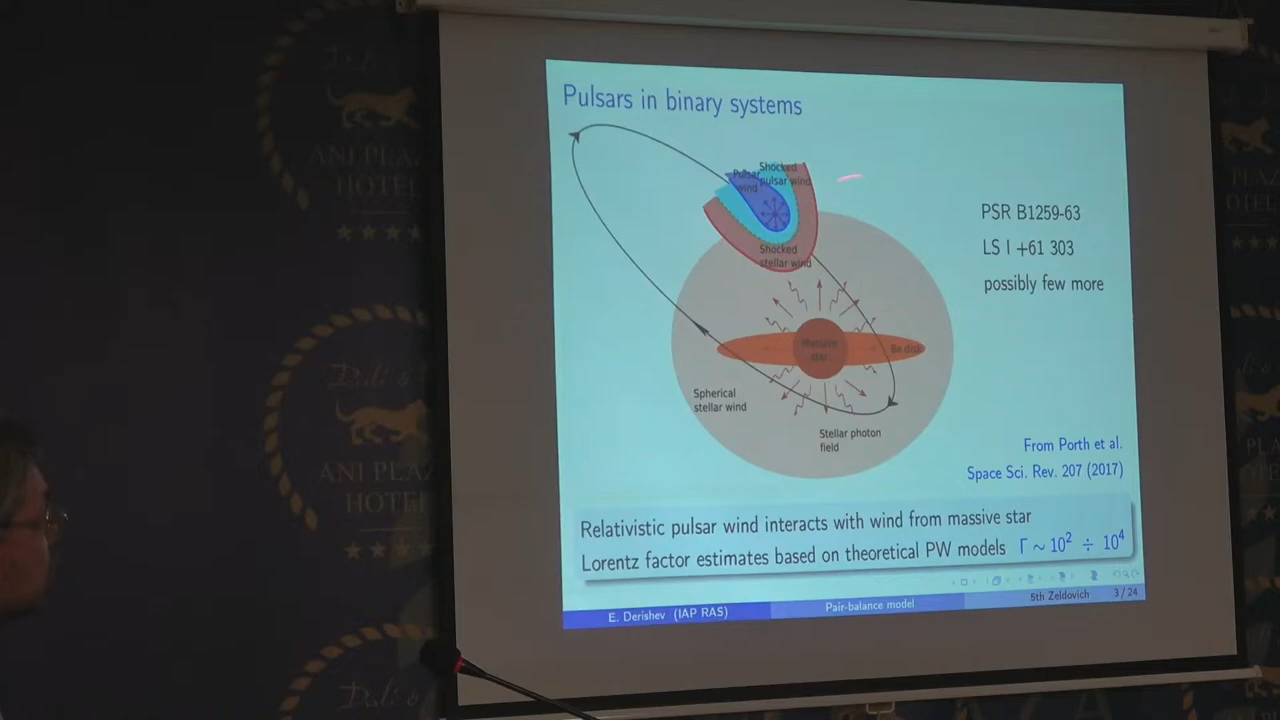 Pulsars in binary systems
Pulsar
wind
Shocked
pulsar wind
Shocked
stellar wind
PSR B1259-63
LS I +61 303
possibly few more
Massive
star
Be disk
Spherical
stellar wind
Stellar photon
field
From Porth et al.
Space Sci. Rev. 207 (2017)
Relativistic pulsar wind interacts with wind from massive star
Lorentz factor estimates based on theoretical PW models Γ ∼ 10² ÷ 10⁴
E. Derishev (IAP RAS)
Pair-balance model
5th Zeldovich
3 / 24
ANI PLAZ
HOTEL
ANI PLAZ
HOTE